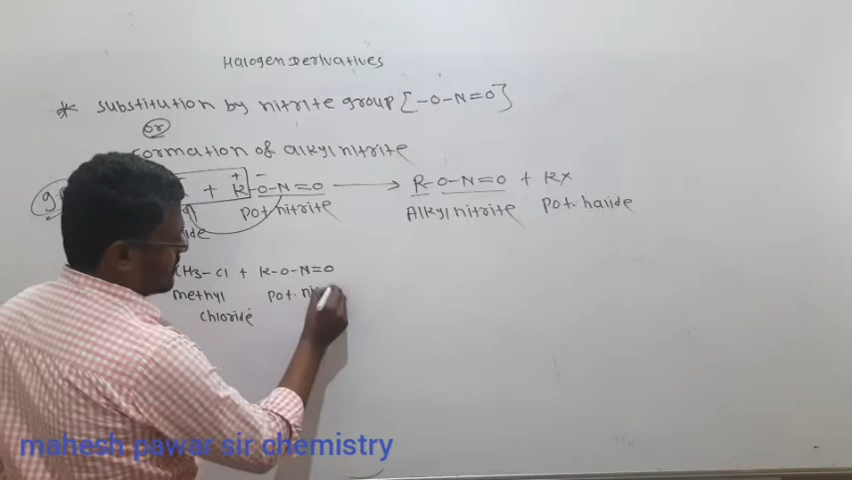 Halogen Derivatives
* substitution by nitrite group [-O-N=O]
or
formation of alkyl nitrite
+ K+ O- -N=O → R-O-N=O + KX
pot nitrite Alkyl nitrite pot. halide
CH3-Cl + K-O-N=O
methyl pot.
chloride
mahesh pawar sir chemistry